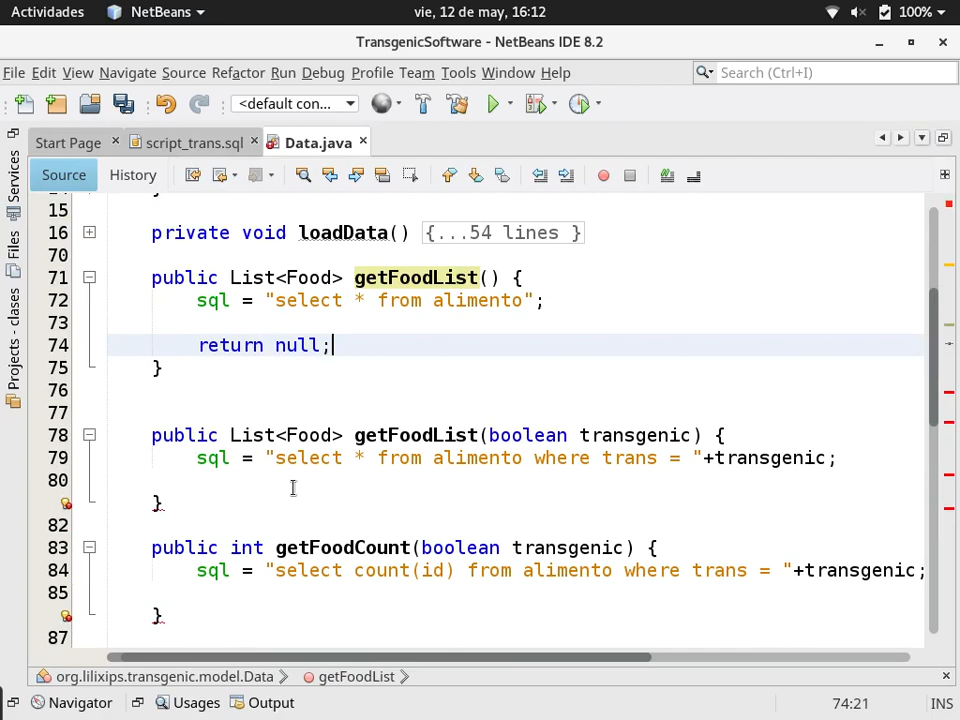 Actividades NetBeans vie, 12 de may, 16:12 100%
TransgenicSoftware - NetBeans IDE 8.2
File Edit View Navigate Source Refactor Run Debug Profile Team Tools Window Help Search (Ctrl+I)
<default con...
Start Page script_trans.sql Data.java
Source History
Services
Files
Projects - clases
15
16 private void loadData() {...54 lines }
70
71 public List<Food> getFoodList() {
72 sql = "select * from alimento";
73
74 return null;
75 }
76
77
78 public List<Food> getFoodList(boolean transgenic) {
79 sql = "select * from alimento where trans = "+transgenic;
80
}
82
83 public int getFoodCount(boolean transgenic) {
84 sql = "select count(id) from alimento where trans = "+transgenic;
85
}
87
org.lilixips.transgenic.model.Data getFoodList
Navigator Usages Output 74:21 INS